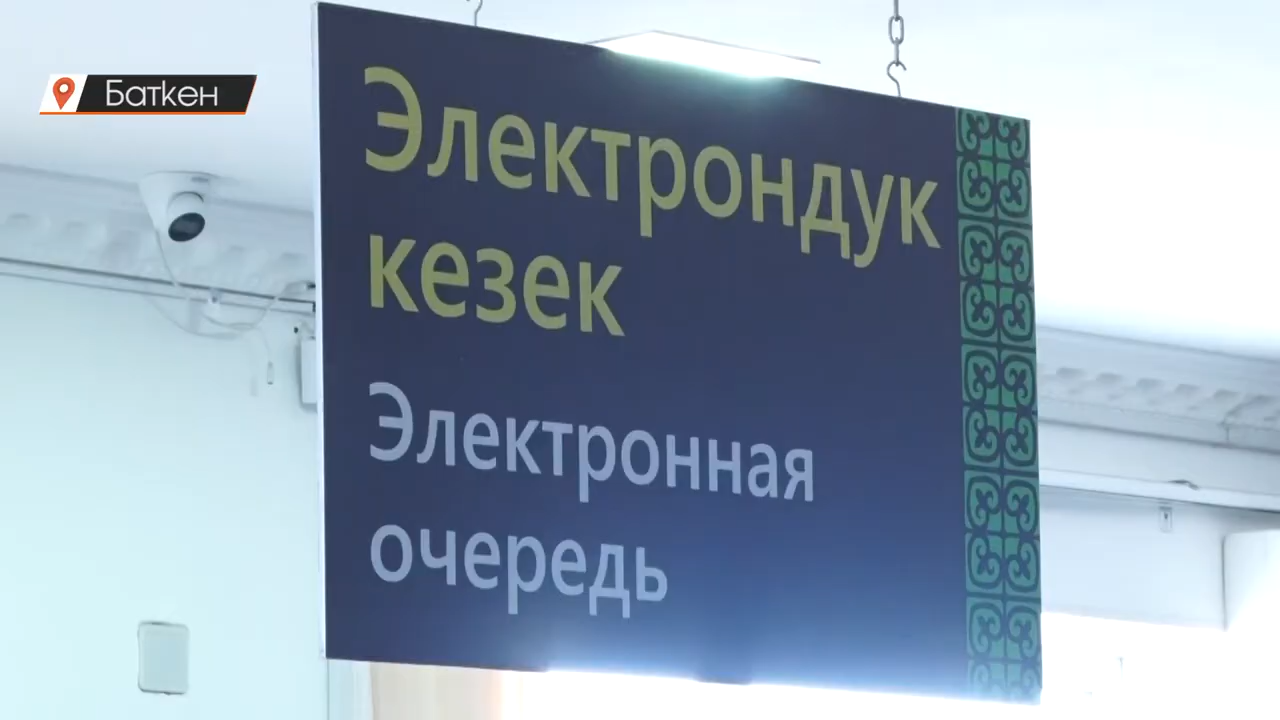 Баткен
Электрондук
кезек
Электронная
очередь